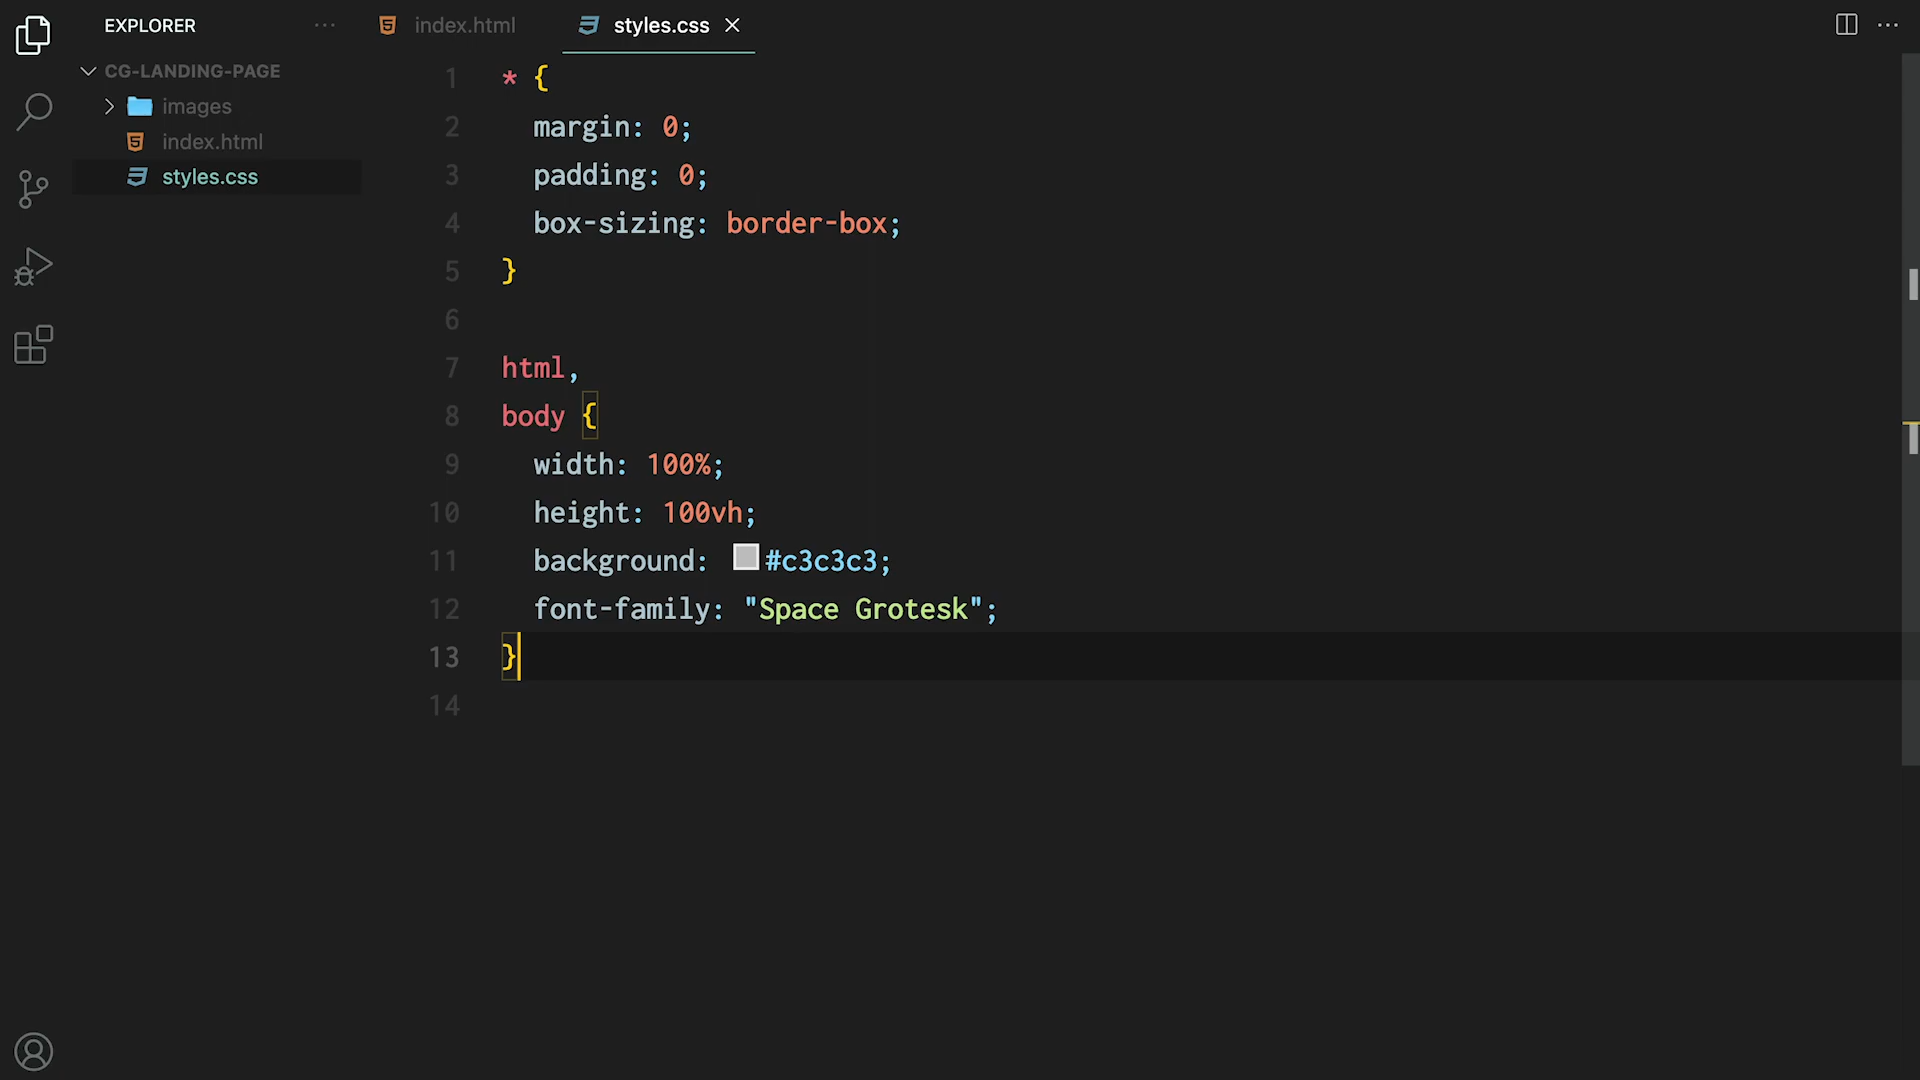 EXPLORER
CG-LANDING-PAGE
images
index.html
styles.css
index.html
styles.css
1 * {
2 margin: 0;
3 padding: 0;
4 box-sizing: border-box;
5 }
6
7 html,
8 body {
9 width: 100%;
10 height: 100vh;
11 background: #c3c3c3;
12 font-family: "Space Grotesk";
13 }
14